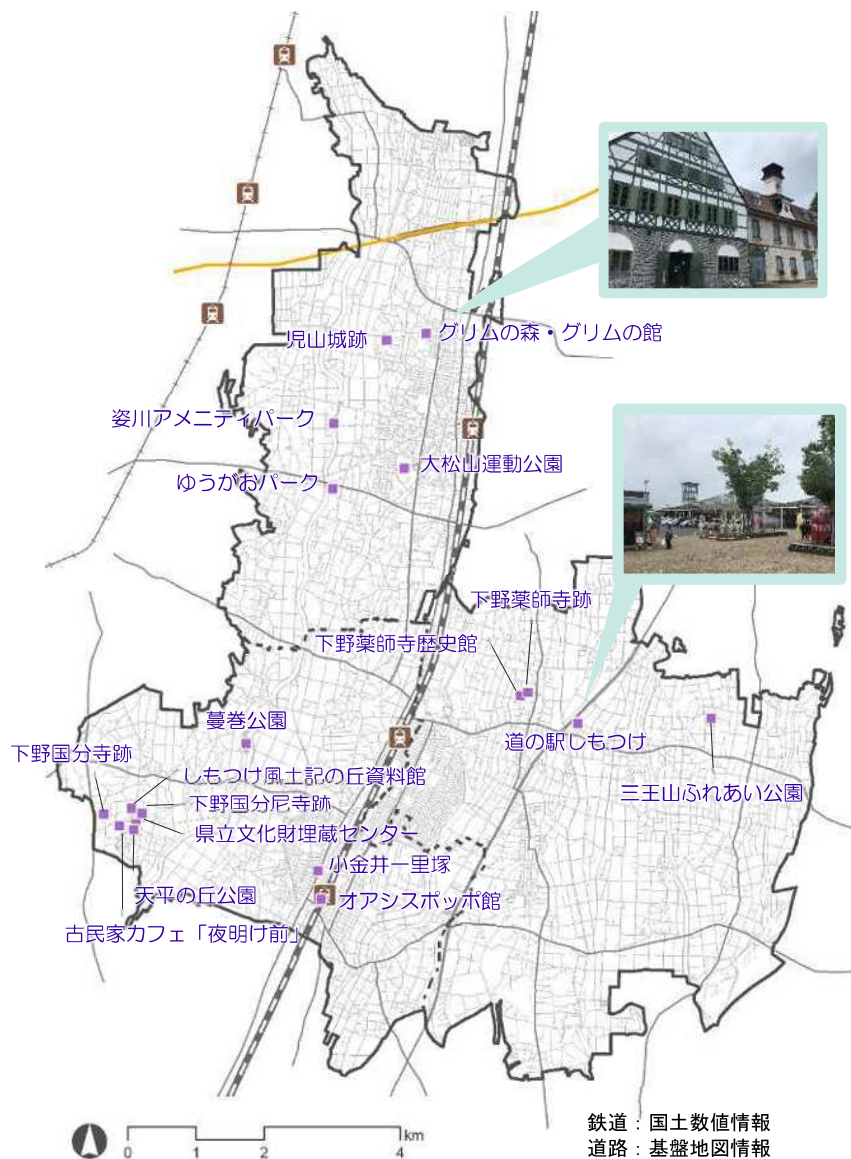 児山城跡
グリムの森・グリムの館
姿川アメニティパーク
大松山運動公園
ゆうがおパーク
下野薬師寺跡
下野薬師寺歴史館
蔓巻公園
道の駅しもつけ
下野国分寺跡
しもつけ風土記の丘資料館
三王山ふれあい公園
下野国分尼寺跡
県立文化財埋蔵センター
小金井一里塚
天平の丘公園
オアシスポッポ館
古民家カフェ「夜明け前」
km
0 1 2 4
鉄道：国土数値情報
道路：基盤地図情報